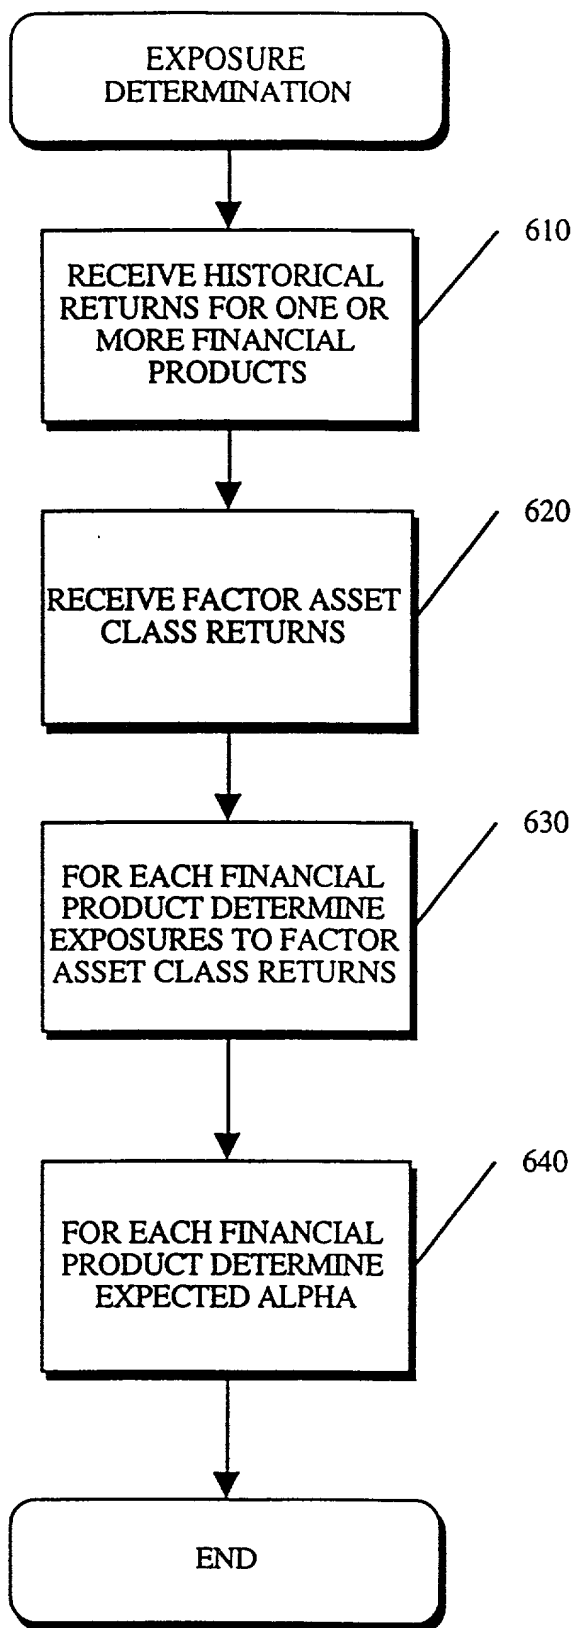 EXPOSURE
DETERMINATION
610
RECEIVE HISTORICAL
RETURNS FOR ONE OR
MORE FINANCIAL
PRODUCTS
620
RECEIVE FACTOR ASSET
CLASS RETURNS
630
FOR EACH FINANCIAL
PRODUCT DETERMINE
EXPOSURES TO FACTOR
ASSET CLASS RETURNS
640
FOR EACH FINANCIAL
PRODUCT DETERMINE
EXPECTED ALPHA
END